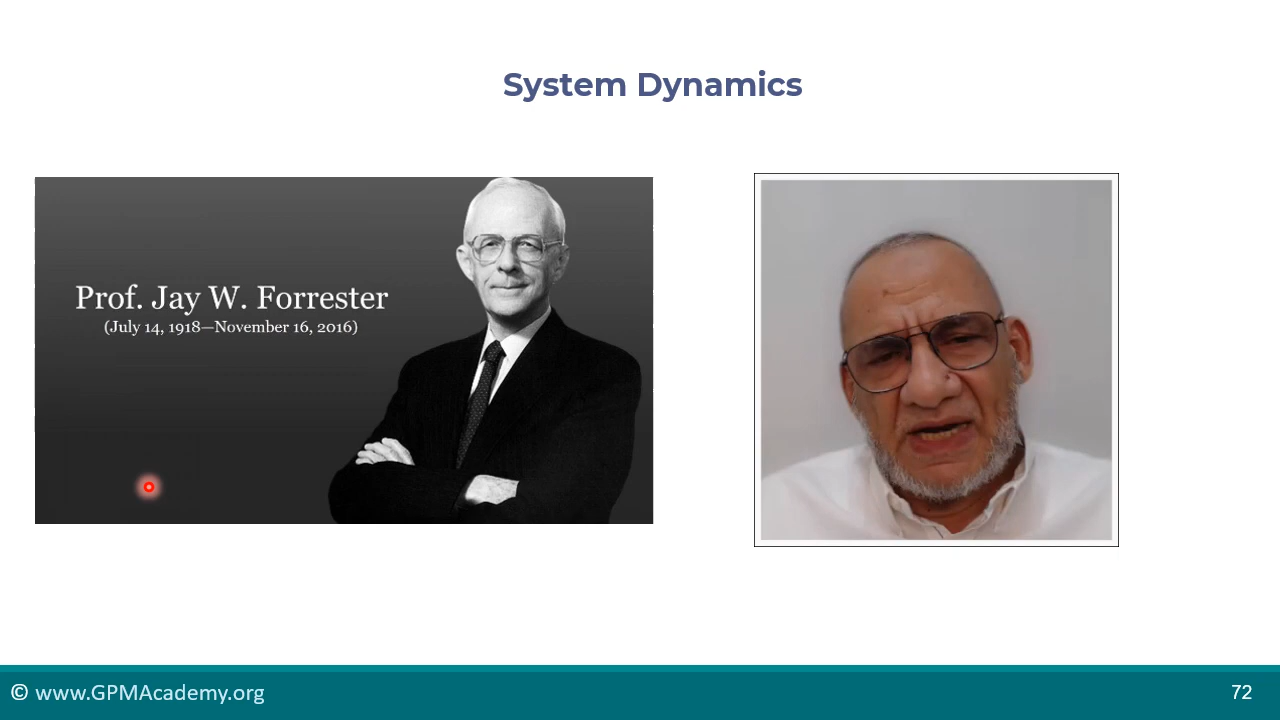 System Dynamics
Prof. Jay W. Forrester
(July 14, 1918—November 16, 2016)
© www.GPMAcademy.org
72